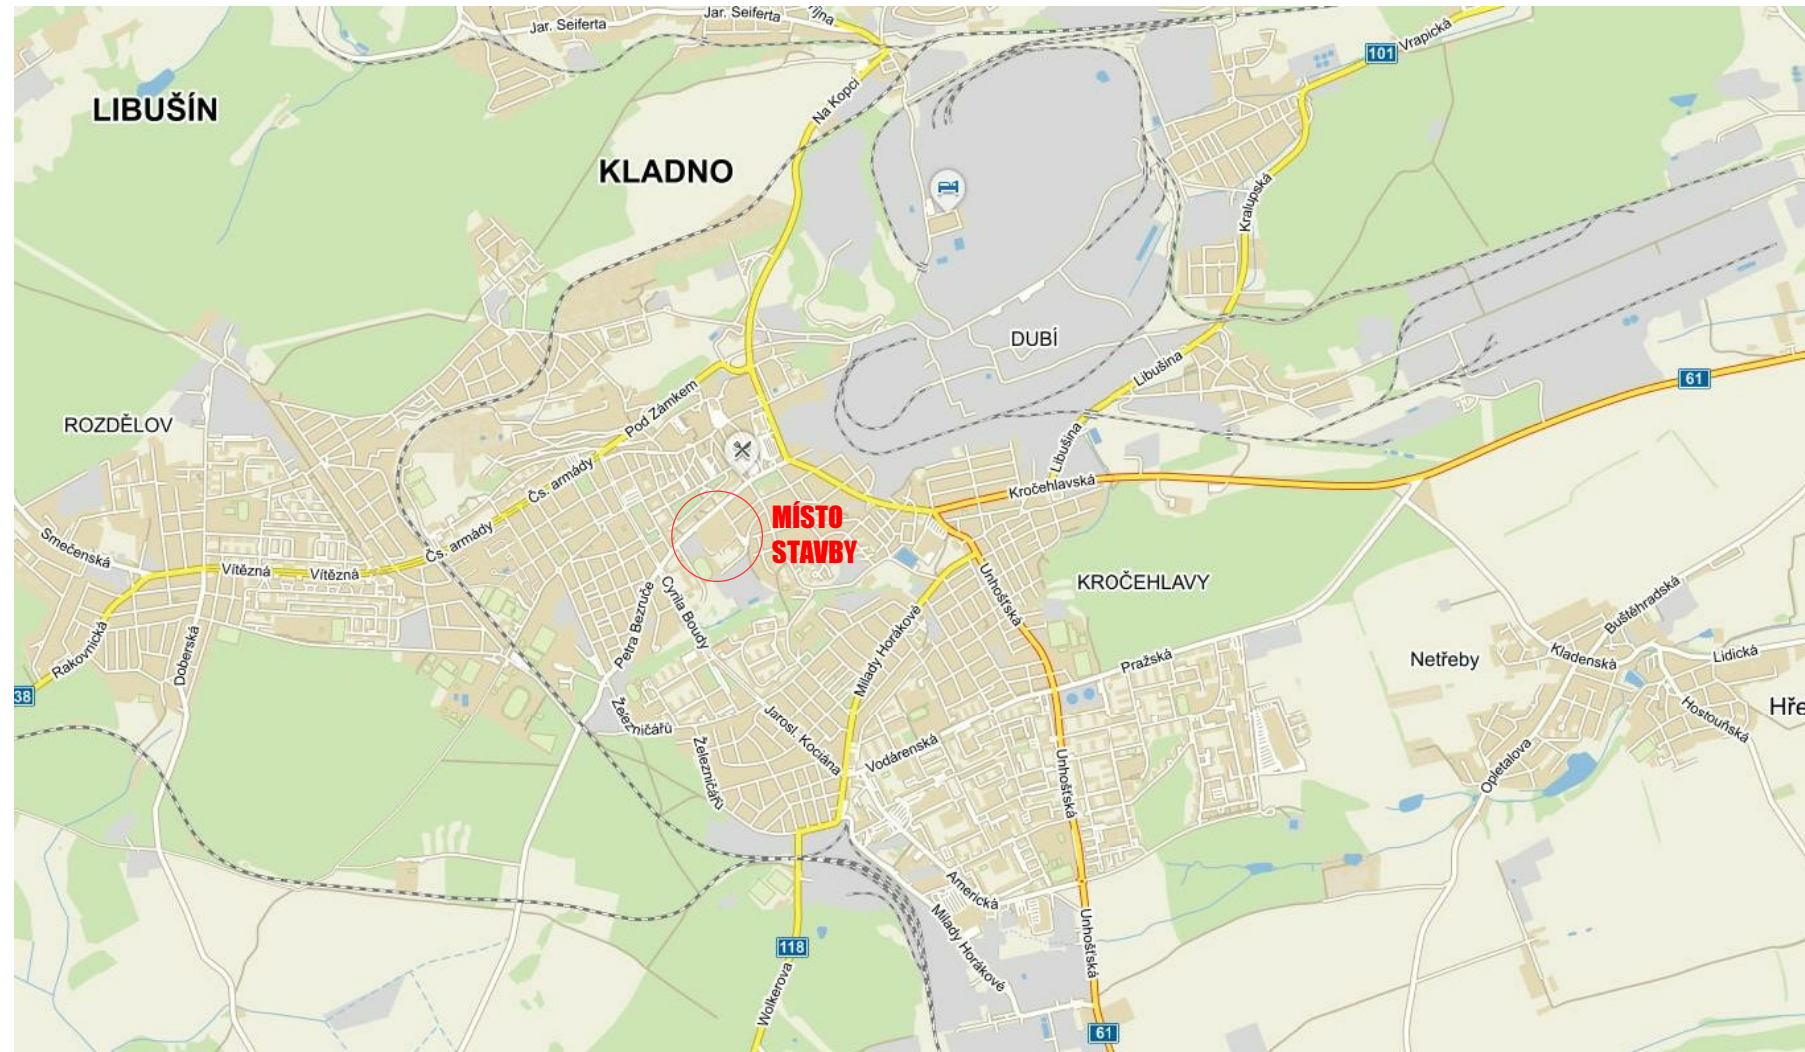 Jar. Seiferta
Jar. Seiferta
října
101
Vrapická
LIBUŠÍN
Na Kopci
KLADNO
Kralupská
DUBÍ
Libušina
61
Pod Zámkem
ROZDĚLOV
Libušina
Čs. armády
Kročehlavská
MÍSTO
STAVBY
Smečenská
Čs. armády
Vítězná
Vítězná
Unhošťská
KROČEHLAVY
Cyrila Boudy
Petra Bezruče
Milady Horákové
Buštěhradská
Rakovnická
Doberská
Pražská
Netřeby
Kladenská
Lidická
38
Železničářů
Jarosl. Kociána
Hostouňská
Hře
Železničářů
Vodárenská
Unhošťská
Opletalova
Americká
Milady Horákové
Unhošťská
118
Wolkerova
61